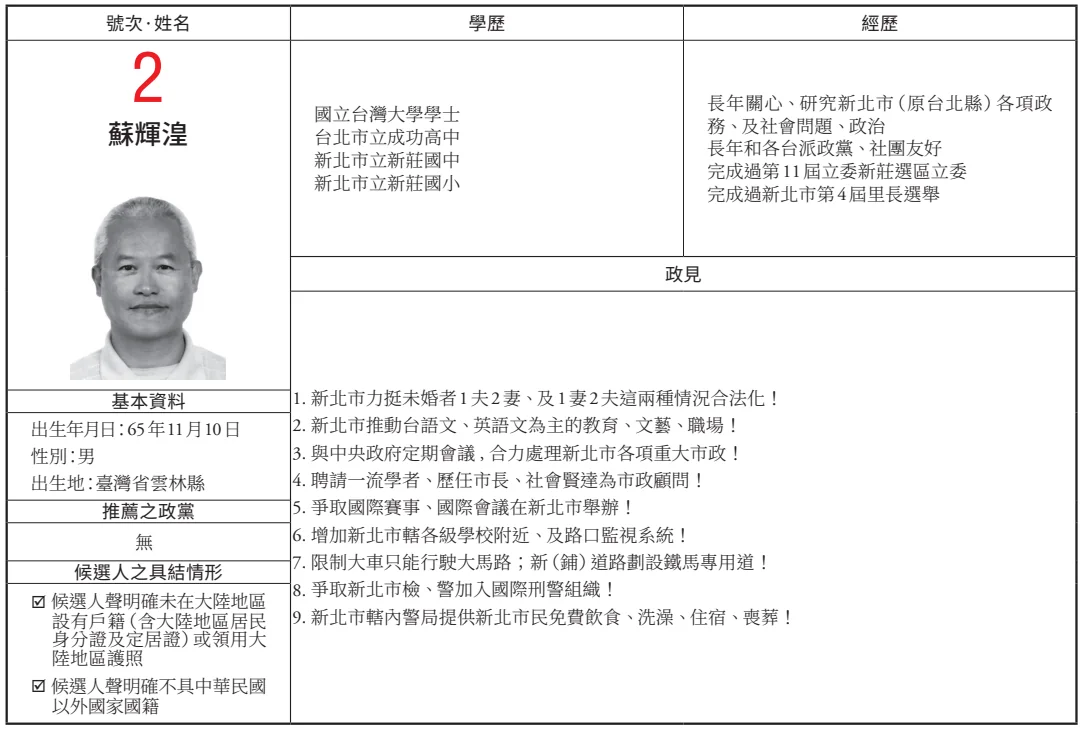 號次·姓名
學歷
經歷
2
蘇輝湟
國立台灣大學學士
台北市立成功高中
新北市立新莊國中
新北市立新莊國小
長年關心、研究新北市(原台北縣)各項政
務、及社會問題、政治
長年和各台派政黨、社團友好
完成過第11屆立委新莊選區立委
完成過新北市第4屆里長選舉
政見
1. 新北市力挺未婚者1夫2妻、及1妻2夫這兩種情況合法化！
2. 新北市推動台語文、英語文為主的教育、文藝、職場！
3. 與中央政府定期會議,合力處理新北市各項重大市政！
4. 聘請一流學者、歷任市長、社會賢達為市政顧問！
5. 爭取國際賽事、國際會議在新北市舉辦！
6. 增加新北市轄各級學校附近、及路口監視系統！
7. 限制大車只能行駛大馬路；新(鋪)道路劃設鐵馬專用道！
8. 爭取新北市檢、警加入國際刑警組織！
9. 新北市轄內警局提供新北市民免費飲食、洗澡、住宿、喪葬！
基本資料
出生年月日：65年11月10日
性別：男
出生地：臺灣省雲林縣
推薦之政黨
無
候選人之具結情形
☑ 候選人聲明確未在大陸地區
設有戶籍(含大陸地區居民
身分證及定居證)或領用大
陸地區護照
☑ 候選人聲明確不具中華民國
以外國家國籍